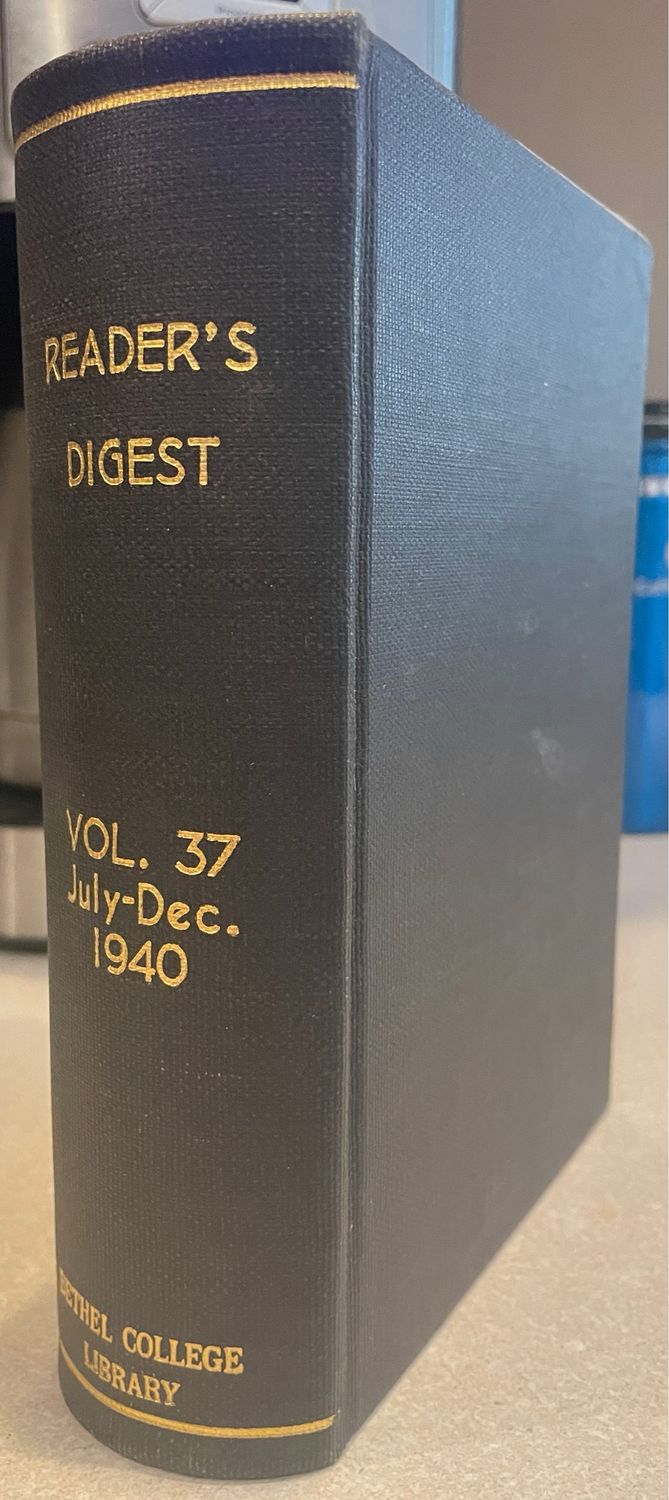 READER'S
DIGEST
VOL. 37
July-Dec.
1940
BETHEL COLLEGE
LIBRARY